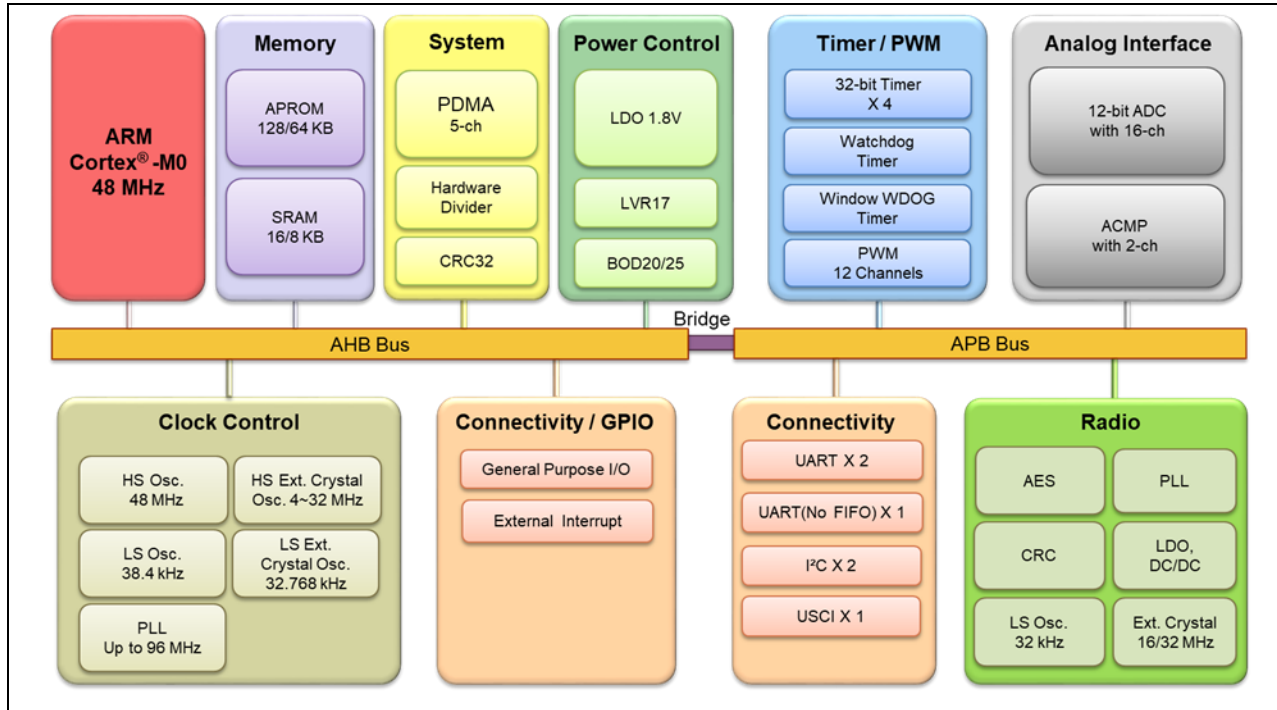 ARM
Cortex® -M0
48 MHz
Memory
APROM
128/64 KB
SRAM
16/8 KB
System
PDMA
5-ch
Hardware
Divider
CRC32
Power Control
LDO 1.8V
LVR17
BOD20/25
Timer / PWM
32-bit Timer
X 4
Watchdog
Timer
Window WDOG
Timer
PWM
12 Channels
Analog Interface
12-bit ADC
with 16-ch
ACMP
with 2-ch
AHB Bus
Bridge
APB Bus
Clock Control
HS Osc.
48 MHz
HS Ext. Crystal
Osc. 4~32 MHz
LS Osc.
38.4 kHz
LS Ext.
Crystal Osc.
32.768 kHz
PLL
Up to 96 MHz
Connectivity / GPIO
General Purpose I/O
External Interrupt
Connectivity
UART X 2
UART(No FIFO) X 1
I²C X 2
USCI X 1
Radio
AES
PLL
CRC
LDO,
DC/DC
LS Osc.
32 kHz
Ext. Crystal
16/32 MHz